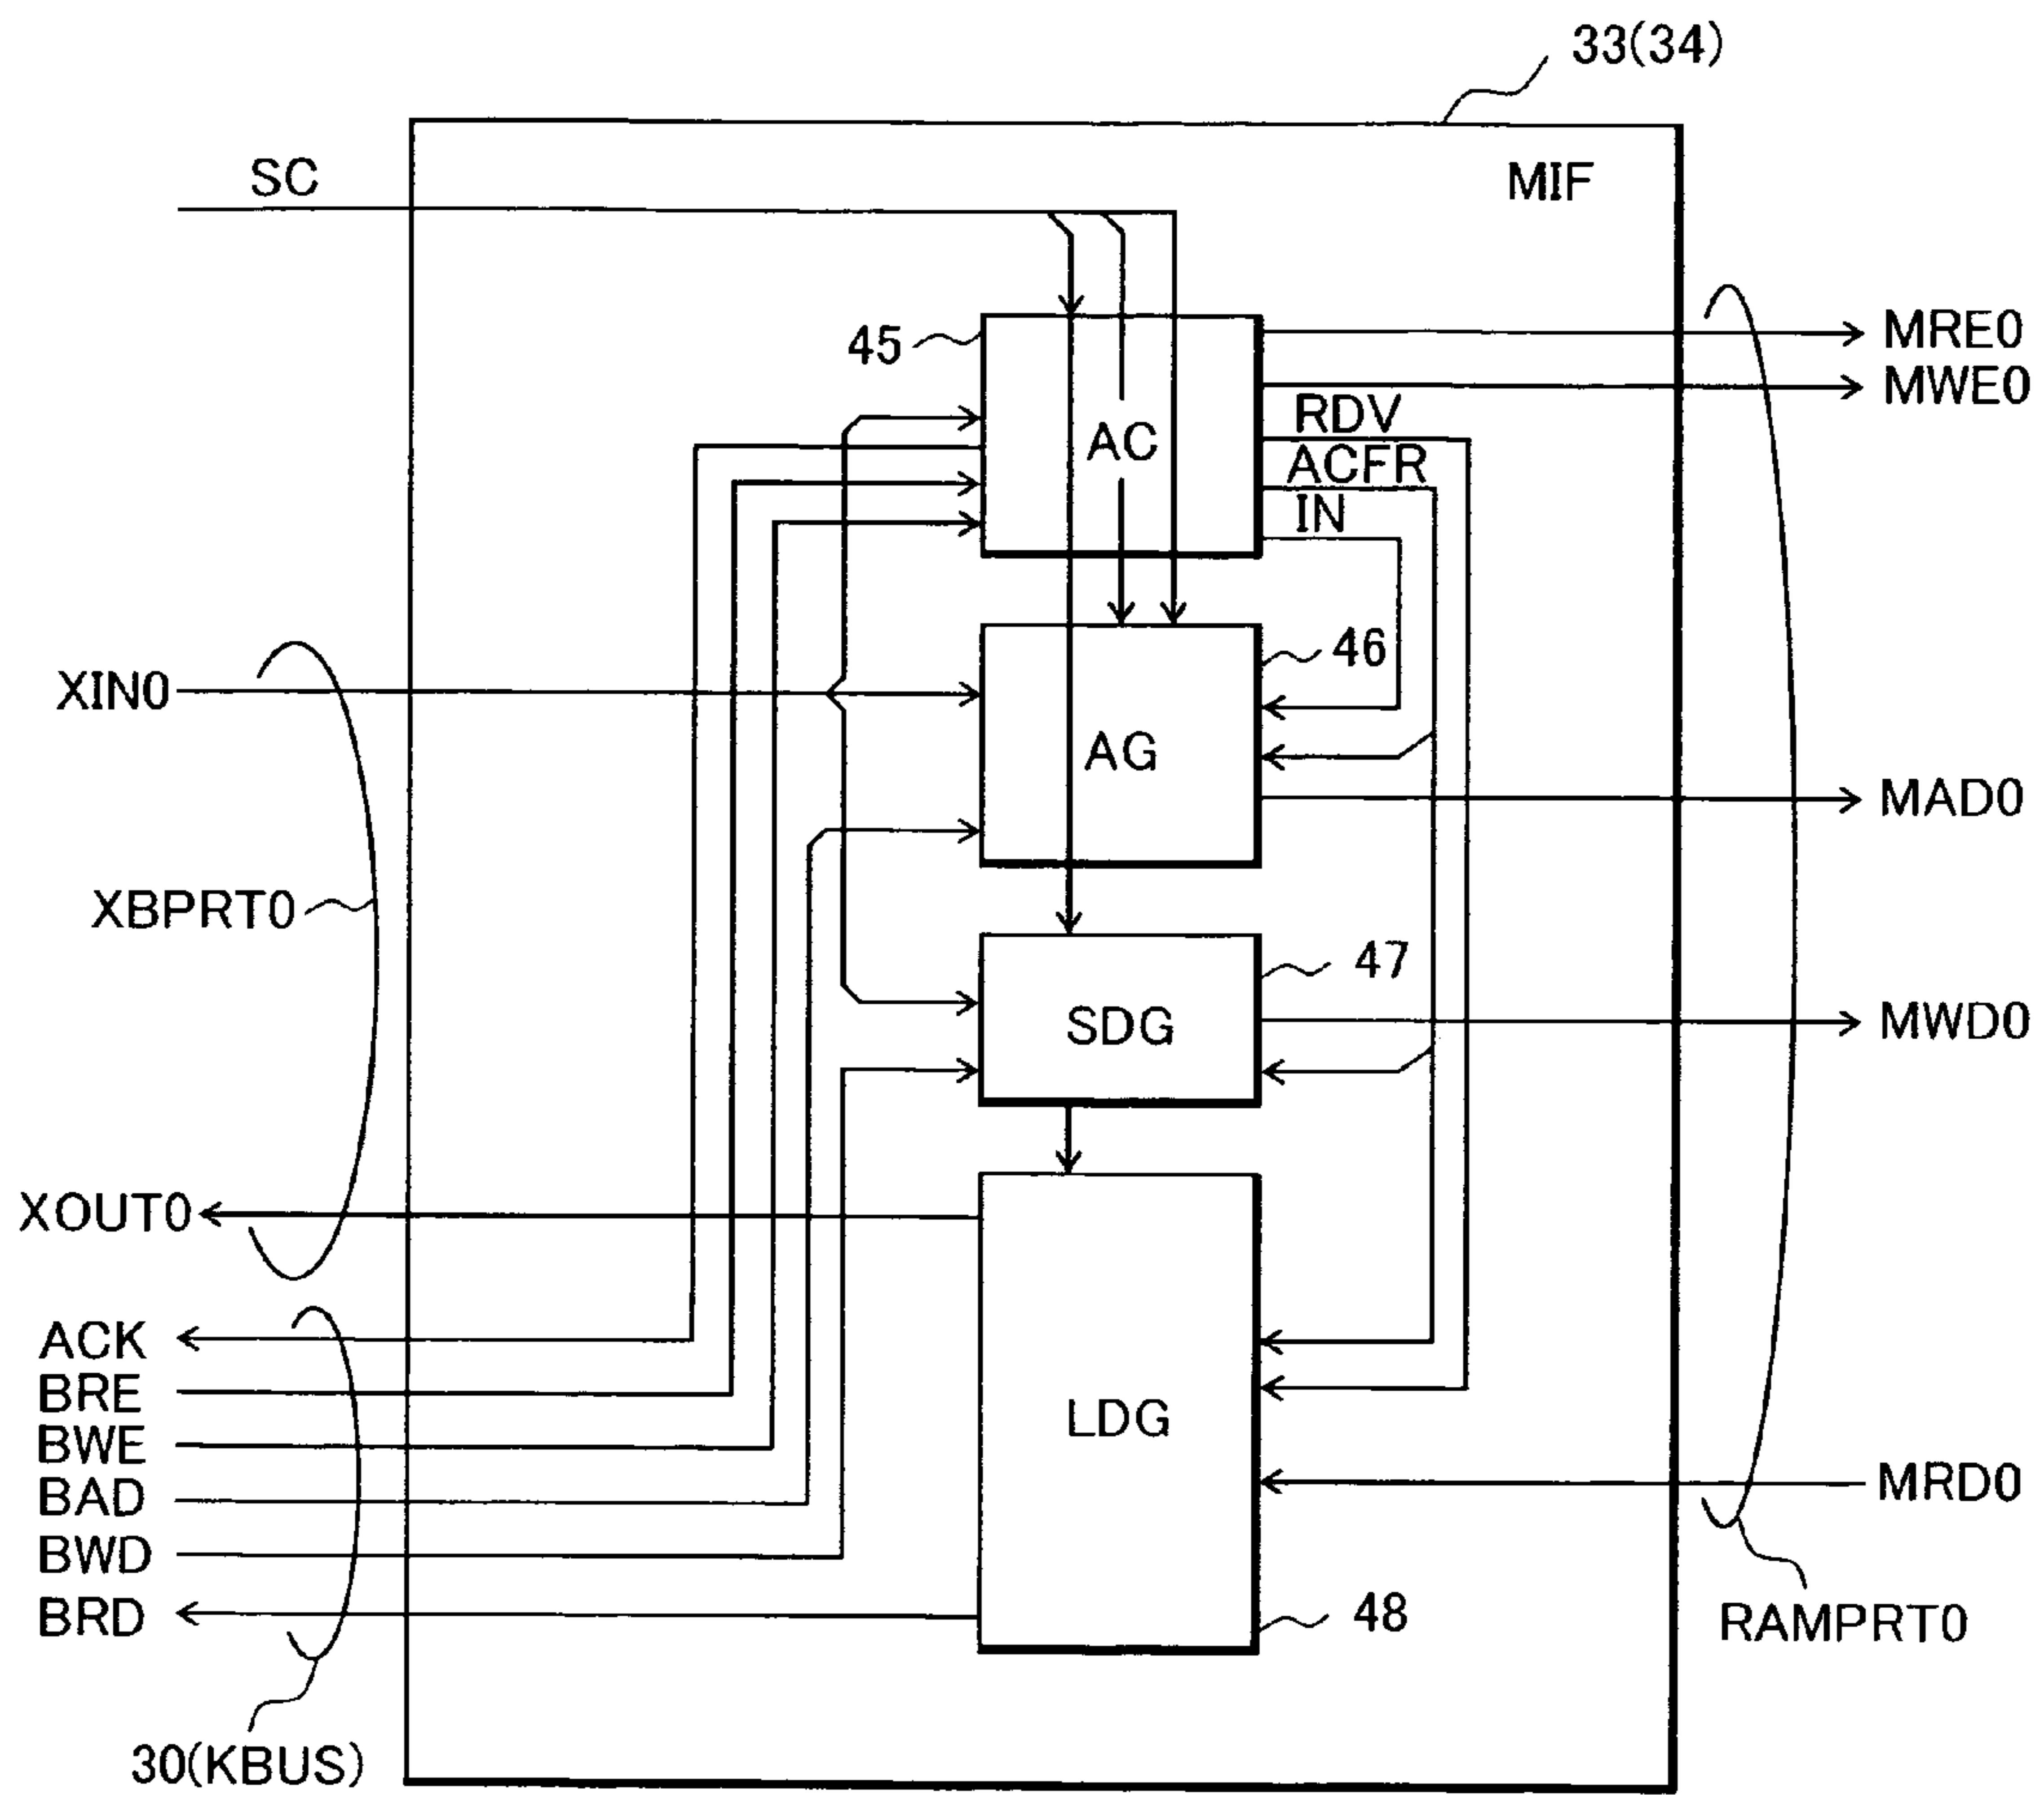 33(34)
SC
MIF
45
MRE0
MWE0
RDV
AC
ACFR
IN
46
XIN0
AG
MAD0
XBPRT0
47
SDG
MWD0
XOUT0
ACK
BRE
LDG
BWE
MRD0
BAD
BWD
48
BRD
RAMPRT0
30(KBUS)